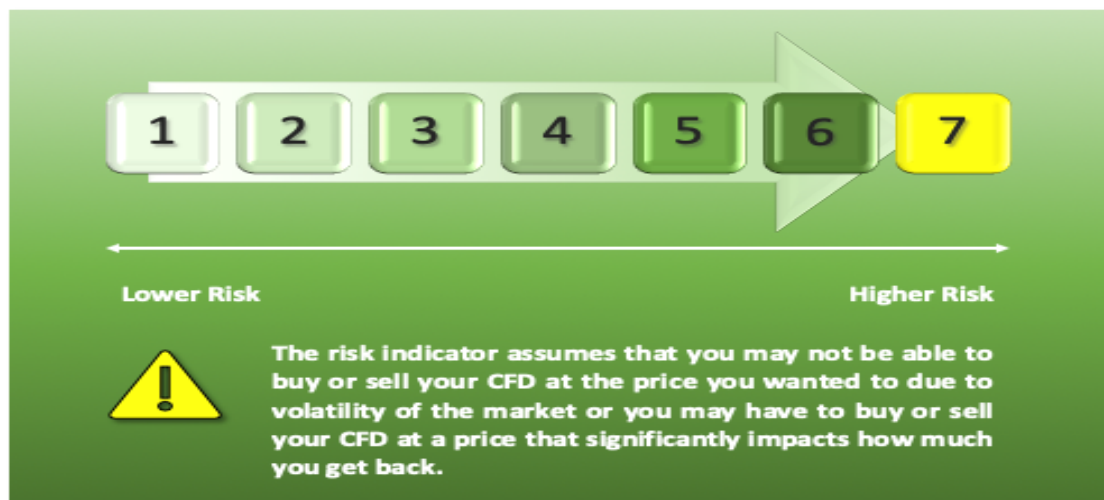 1 2 3 4 5 6 7
Lower Risk Higher Risk
!
The risk indicator assumes that you may not be able to
buy or sell your CFD at the price you wanted to due to
volatility of the market or you may have to buy or sell
your CFD at a price that significantly impacts how much
you get back.